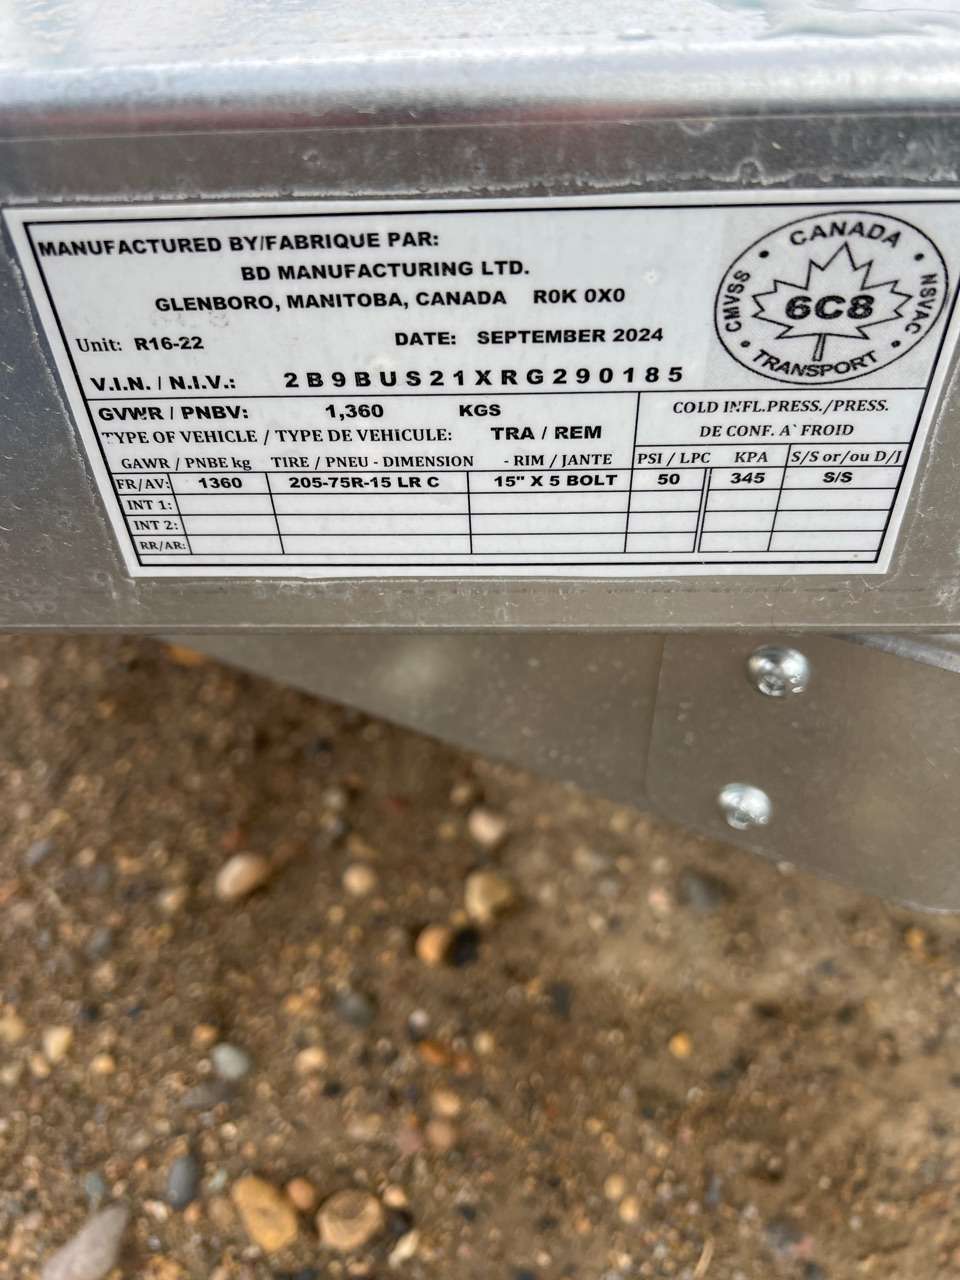 MANUFACTURED BY/FABRIQUE PAR:
BD MANUFACTURING LTD.
GLENBORO, MANITOBA, CANADA R0K 0X0
Unit: R16-22 DATE: SEPTEMBER 2024
V.I.N. / N.I.V.: 2B9BUS21XRG290185
CANADA
CMVSS
6C8
NSVAC
TRANSPORT
GVWR / PNBV: 1,360 KGS
TYPE OF VEHICLE / TYPE DE VEHICULE: TRA / REM
COLD INFL.PRESS./PRESS.
DE CONF. A` FROID
GAWR / PNBE kg TIRE / PNEU - DIMENSION - RIM / JANTE PSI / LPC KPA S/S or/ou D/J
FR/AV: 1360 205-75R-15 LR C 15" X 5 BOLT 50 345 S/S
INT 1:
INT 2:
RR/AR: